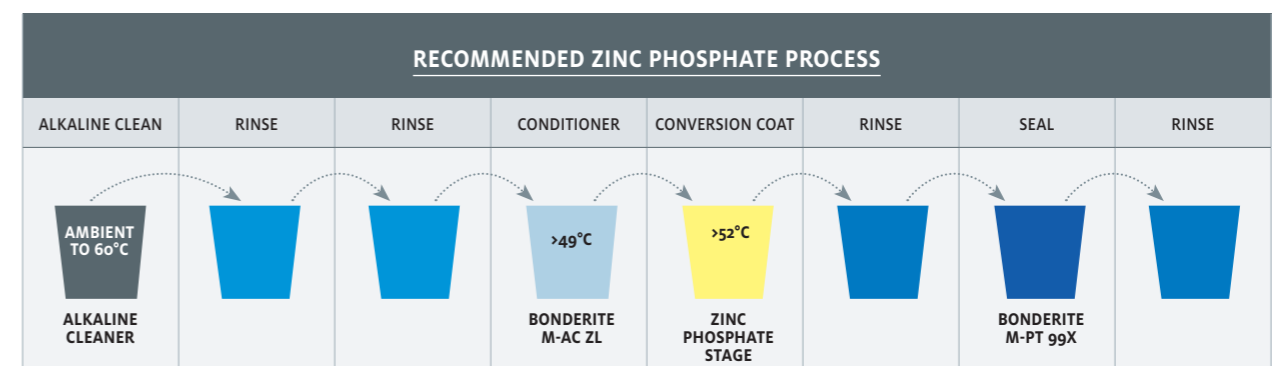 RECOMMENDED ZINC PHOSPHATE PROCESS
ALKALINE CLEAN
RINSE
RINSE
CONDITIONER
CONVERSION COAT
RINSE
SEAL
RINSE
AMBIENT
TO 60°C
>49°C
>52°C
ALKALINE
CLEANER
BONDERITE
M-AC ZL
ZINC
PHOSPHATE
STAGE
BONDERITE
M-PT 99X